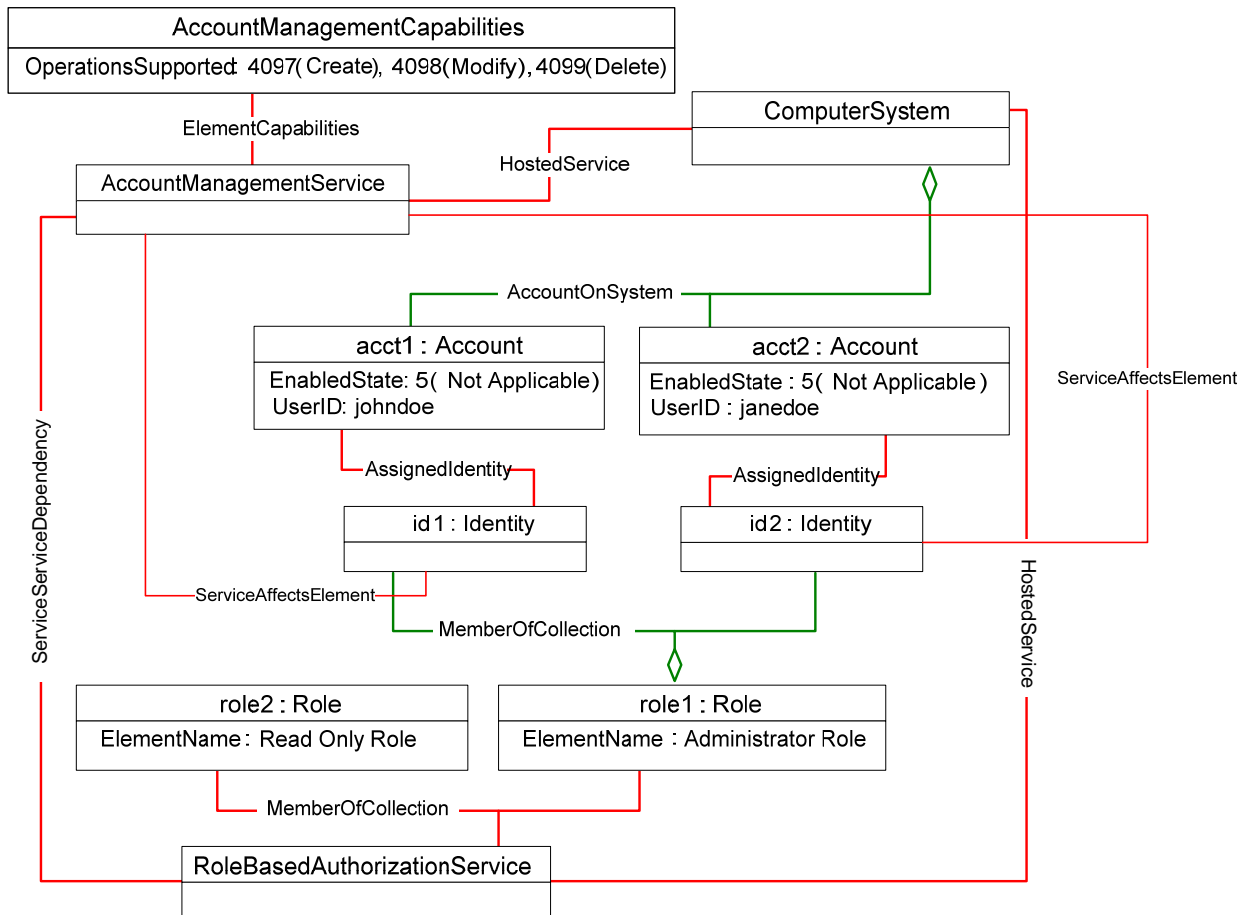 AccountManagementCapabilities
OperationsSupported: 4097(Create), 4098(Modify), 4099(Delete)
ElementCapabilities
ComputerSystem
HostedService
AccountManagementService
AccountOnSystem
acct1 : Account
EnabledState: 5( Not Applicable)
UserID: johndoe
acct2 : Account
EnabledState : 5( Not Applicable)
UserID : janedoe
ServiceAffectsElement
AssignedIdentity
AssignedIdentity
id1 : Identity
id2 : Identity
ServiceServiceDependency
ServiceAffectsElement
HostedService
MemberOfCollection
role2 : Role
ElementName : Read Only Role
role1 : Role
ElementName : Administrator Role
MemberOfCollection
RoleBasedAuthorizationService